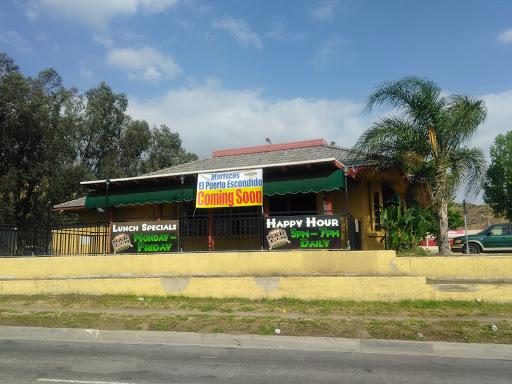 Mariscos
El Puerto Escondido
Coming Soon
LUNCH SPECIALS
MONDAY -
FRIDAY
HAPPY HOUR
3PM - 7PM
DAILY